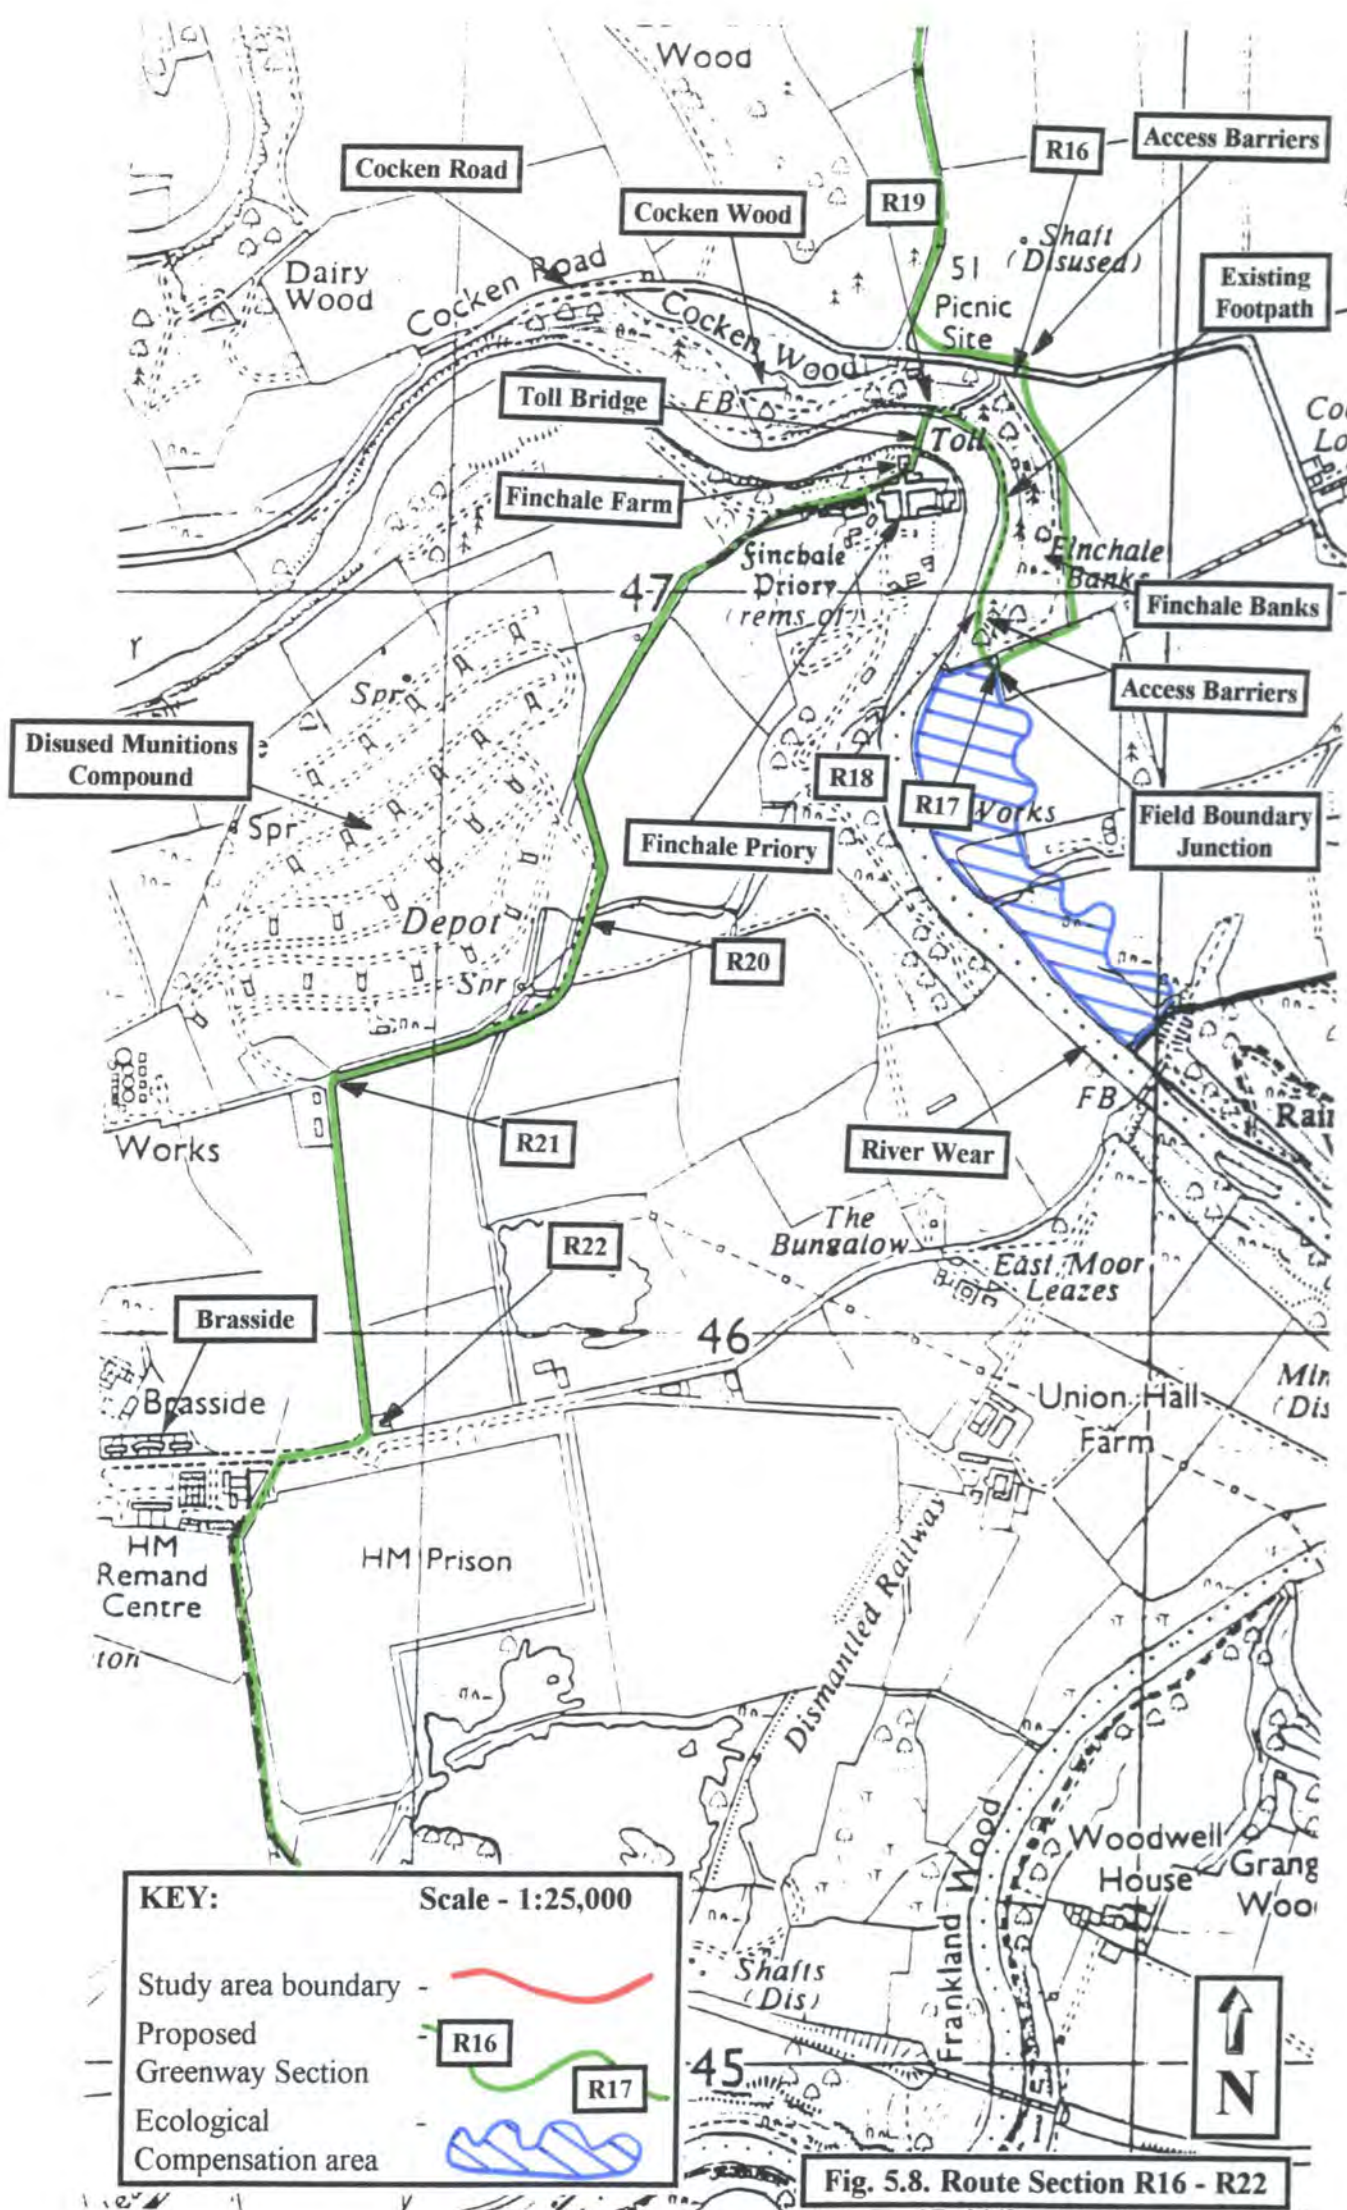 Wood
Access Barriers
R16
Cocken Road
R19
Cocken Wood
Shaft
(Disused)
51
Picnic
Site
Existing
Footpath
Dairy
Wood
Cocken Road
Cocken Wood
Toll Bridge
FB
Toll
Finchale Farm
Finchale
Banks
Finchale
Priory
(rems of)
47
Finchale Banks
Access Barriers
Spr
Disused Munitions
Compound
R18
R17
Works
Field Boundary
Junction
Spr
Finchale Priory
Depot
R20
Spr
FB
Works
R21
River Wear
The
Bungalow
R22
East Moor
Leazes
Brasside
46
Brasside
Union Hall
Farm
HM
Remand
Centre
HM Prison
ton
Dismantled Railway
Frankland Wood
Woodwell
House
Shafts
(Dis)
45
N
KEY:
Scale - 1:25,000
Study area boundary -
Proposed -
Greenway Section
R16
R17
Ecological -
Compensation area
Fig. 5.8. Route Section R16 - R22